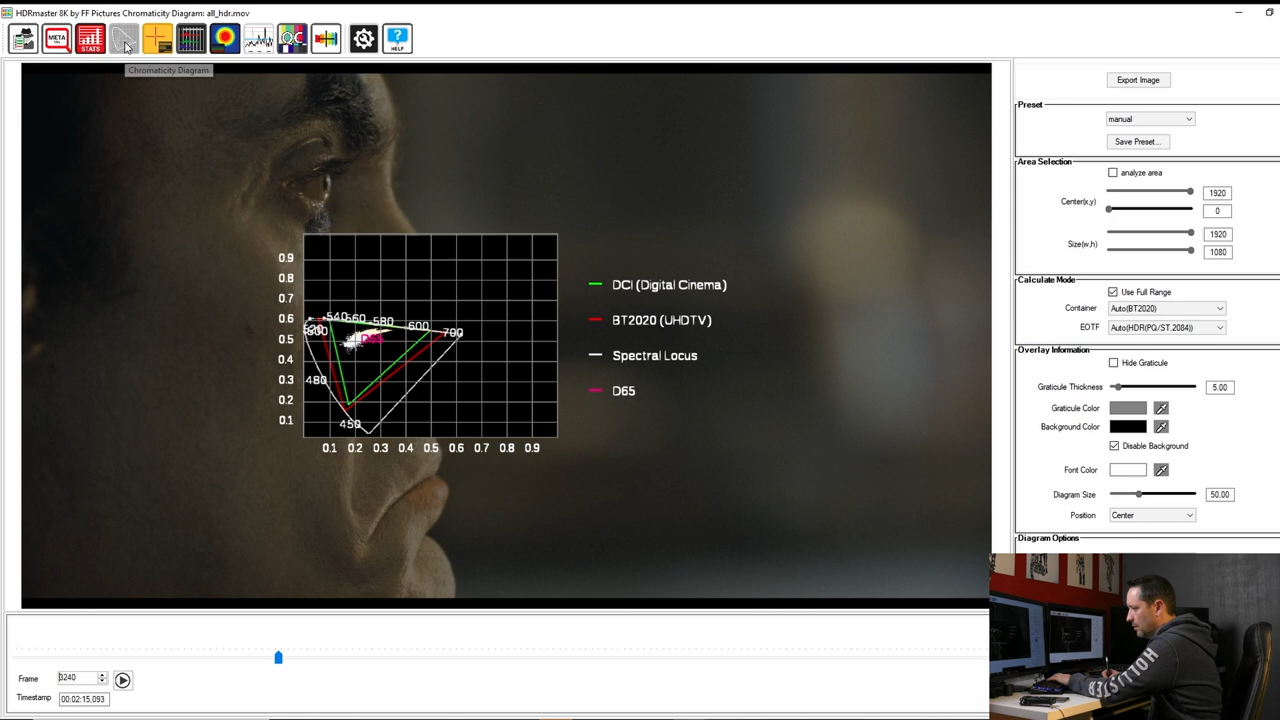 HDRmaster 8K by FF Pictures Chromaticity Diagram: all_hdr.mov
META
STATS
QC
HELP
Chromaticity Diagram
Export Image
Preset
manual
Save Preset...
Area Selection
analyze area
Center(x,y)
1920
0
Size(w,h)
1920
1080
Calculate Mode
Use Full Range
Container
Auto(BT2020)
EOTF
Auto(HDR(PQ/ST.2084))
Overlay Information
Hide Graticule
Graticule Thickness
5.00
Graticule Color
Background Color
Disable Background
Font Color
Diagram Size
50.00
Position
Center
Diagram Options
0.9
0.8
0.7
0.6
0.5
0.4
0.3
0.2
0.1
540
560
580
600
700
D65
480
450
0.1 0.2 0.3 0.4 0.5 0.6 0.7 0.8 0.9
DCI (Digital Cinema)
BT2020 (UHDTV)
Spectral Locus
D65
Frame
3240
Timestamp
00:02:15,093
HOLLISTER